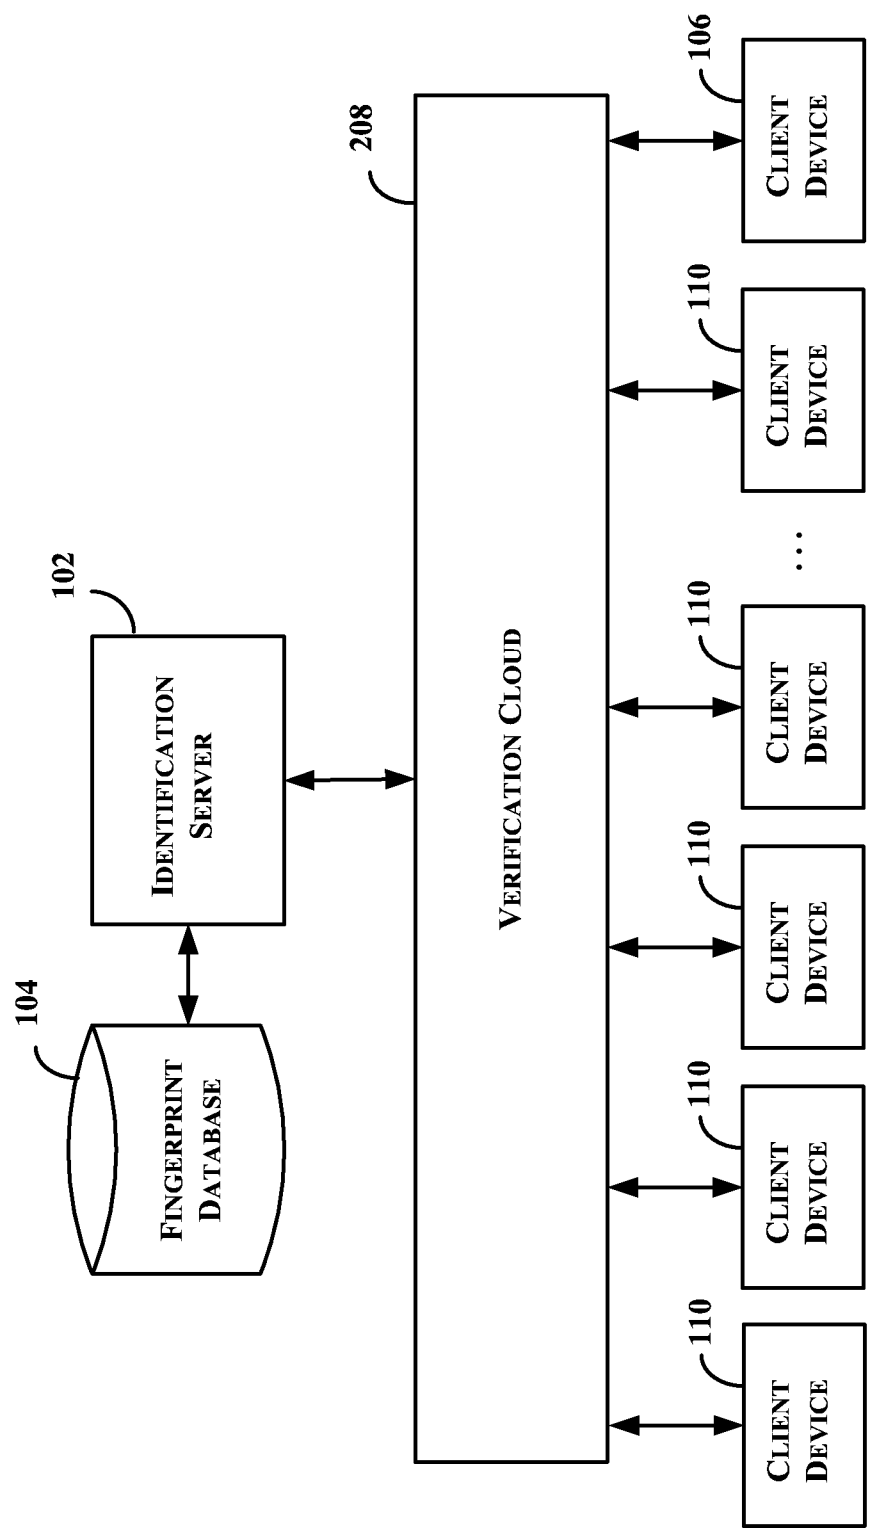 104
FINGERPRINT
DATABASE
102
IDENTIFICATION
SERVER
208
VERIFICATION CLOUD
110
CLIENT
DEVICE
110
CLIENT
DEVICE
110
CLIENT
DEVICE
110
CLIENT
DEVICE
...
110
CLIENT
DEVICE
106
CLIENT
DEVICE